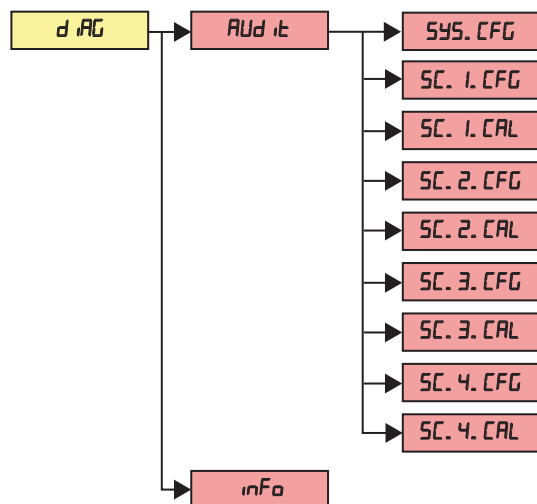 diAG
AUdit
SYS. CFG
SC. 1. CFG
SC. 1. CAL
SC. 2. CFG
SC. 2. CAL
SC. 3. CFG
SC. 3. CAL
SC. 4. CFG
SC. 4. CAL
inFo